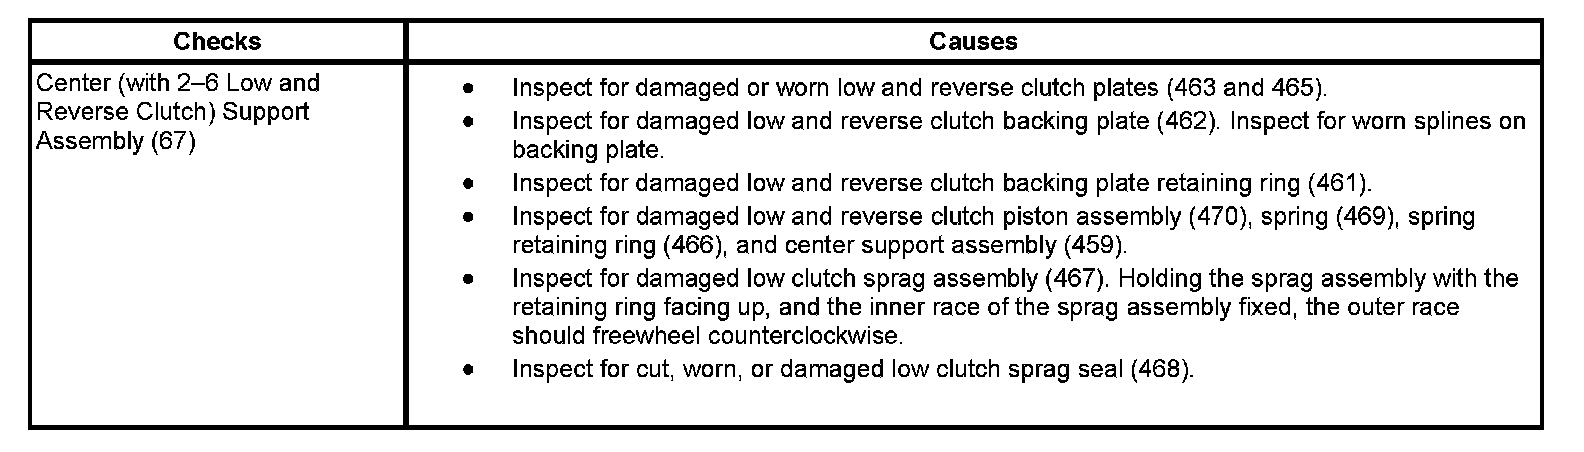 Checks
Causes
Center (with 2–6 Low and
Reverse Clutch) Support
Assembly (67)
● Inspect for damaged or worn low and reverse clutch plates (463 and 465).
● Inspect for damaged low and reverse clutch backing plate (462). Inspect for worn splines on
backing plate.
● Inspect for damaged low and reverse clutch backing plate retaining ring (461).
● Inspect for damaged low and reverse clutch piston assembly (470), spring (469), spring
retaining ring (466), and center support assembly (459).
● Inspect for damaged low clutch sprag assembly (467). Holding the sprag assembly with the
retaining ring facing up, and the inner race of the sprag assembly fixed, the outer race
should freewheel counterclockwise.
● Inspect for cut, worn, or damaged low clutch sprag seal (468).